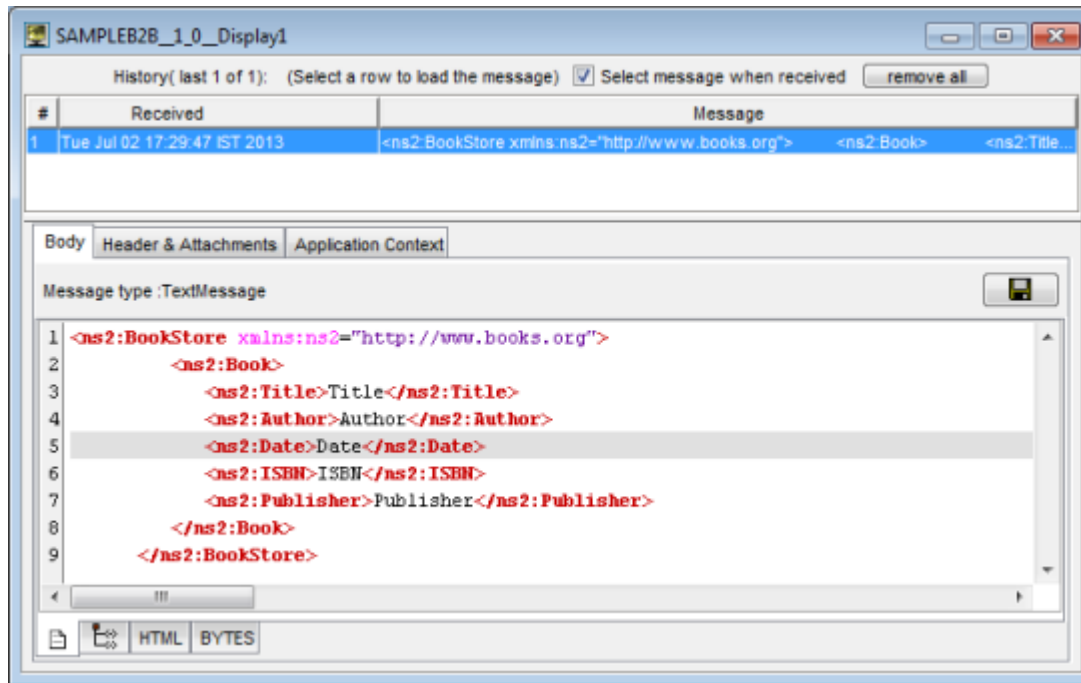 SAMPLEB2B__1_0__Display1
History( last 1 of 1): (Select a row to load the message) Select message when received remove all
# Received Message
1 Tue Jul 02 17:29:47 IST 2013 <ns2:BookStore xmlns:ns2="http://www.books.org"> <ns2:Book> <ns2:Title...
Body Header & Attachments Application Context
Message type :TextMessage
1 <ns2:BookStore xmlns:ns2="http://www.books.org">
2 <ns2:Book>
3 <ns2:Title>Title</ns2:Title>
4 <ns2:Author>Author</ns2:Author>
5 <ns2:Date>Date</ns2:Date>
6 <ns2:ISBN>ISBN</ns2:ISBN>
7 <ns2:Publisher>Publisher</ns2:Publisher>
8 </ns2:Book>
9 </ns2:BookStore>
HTML BYTES